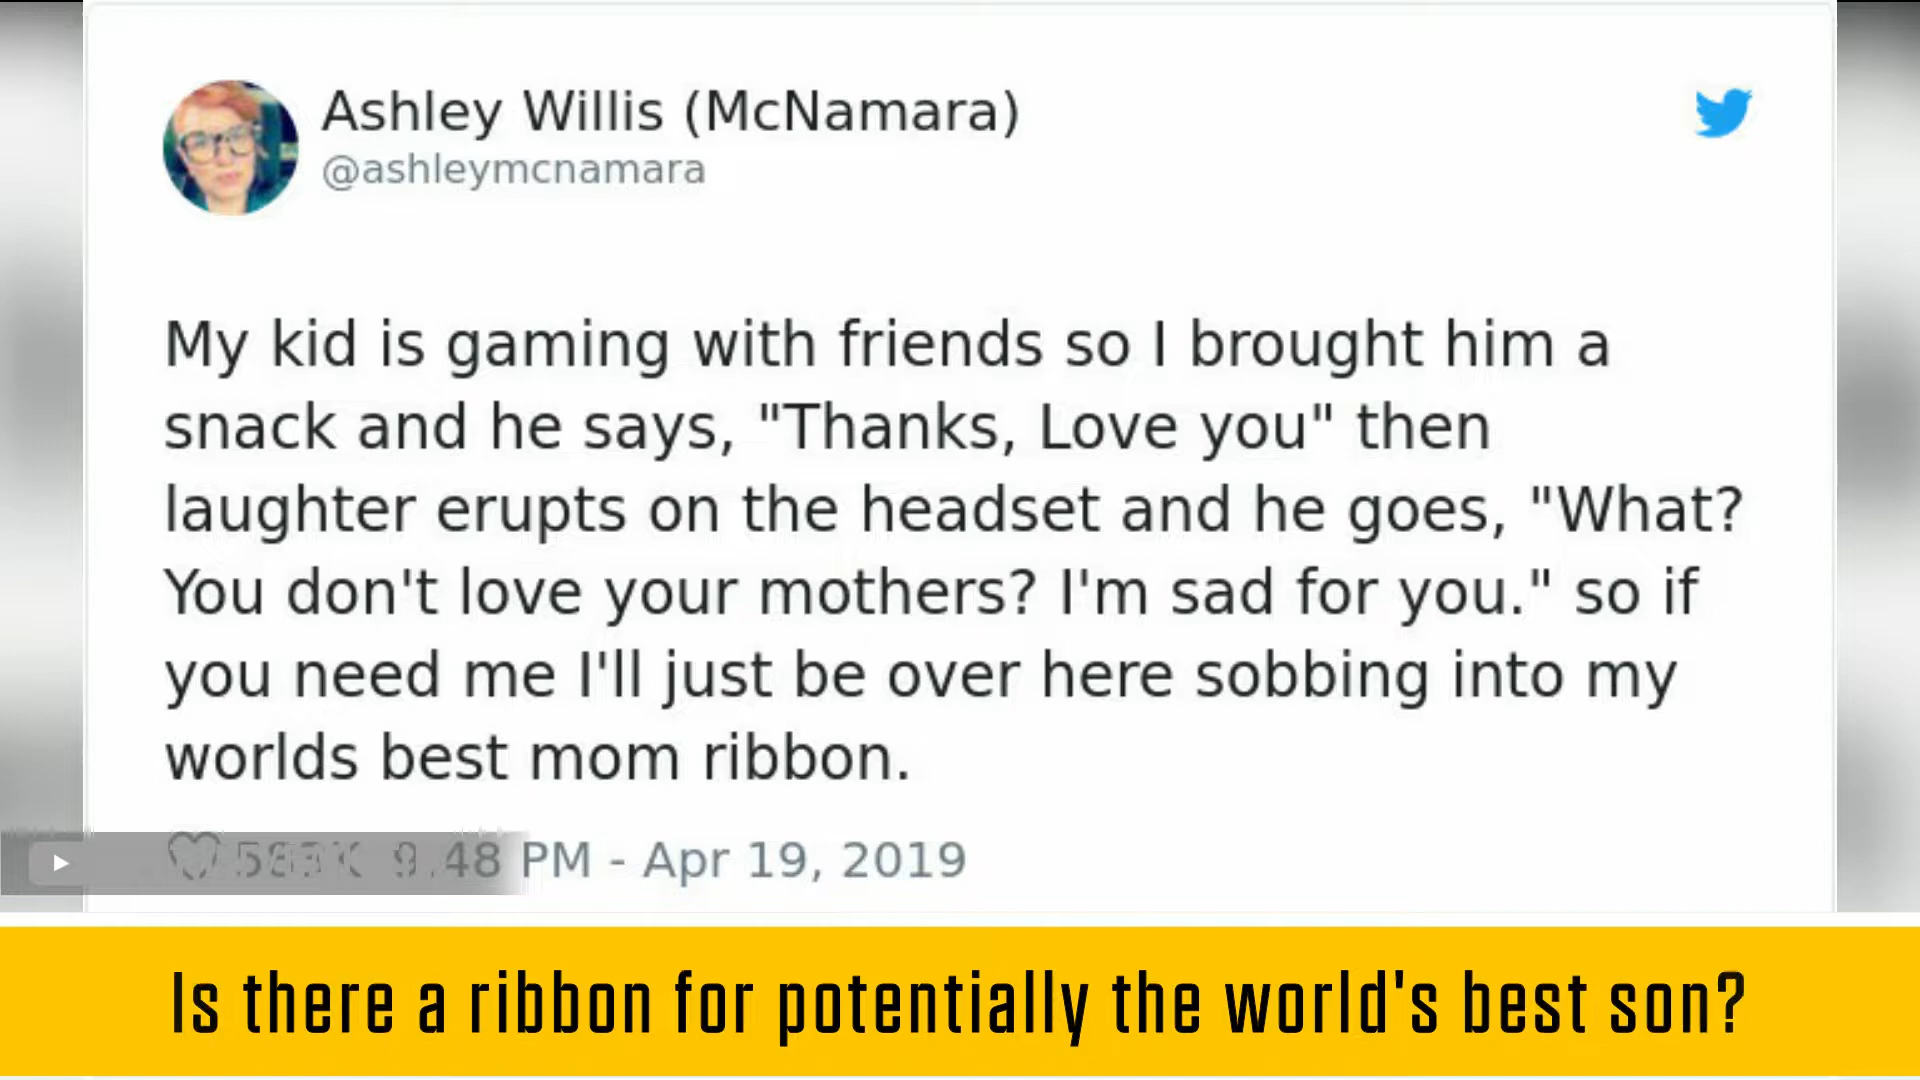 Ashley Willis (McNamara)
@ashleymcnamara
My kid is gaming with friends so I brought him a
snack and he says, "Thanks, Love you" then
laughter erupts on the headset and he goes, "What?
You don't love your mothers? I'm sad for you." so if
you need me I'll just be over here sobbing into my
worlds best mom ribbon.
PM - Apr 19, 2019
Is there a ribbon for potentially the world's best son?